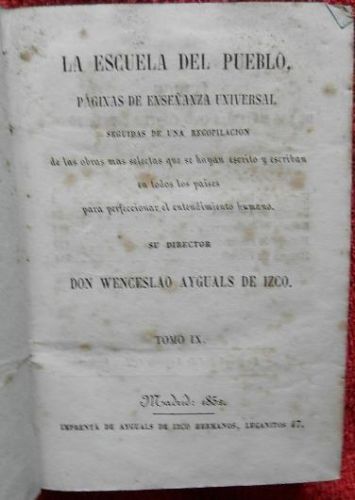 LA ESCUELA DEL PUEBLO,
PÁGINAS DE ENSEÑANZA UNIVERSAL,
SEGUIDAS DE UNA RECOPILACION
de las obras mas selectas que se hayan escrito y escriban
en todos los paises
para perfeccionar el entendimiento humano.
SU DIRECTOR
DON WENCESLAO AYGUALS DE IZCO.
TOMO IX.
Madrid: 1852.
IMPRENTA DE AYGUALS DE IZCO HERMANOS, LEGANITOS 47.